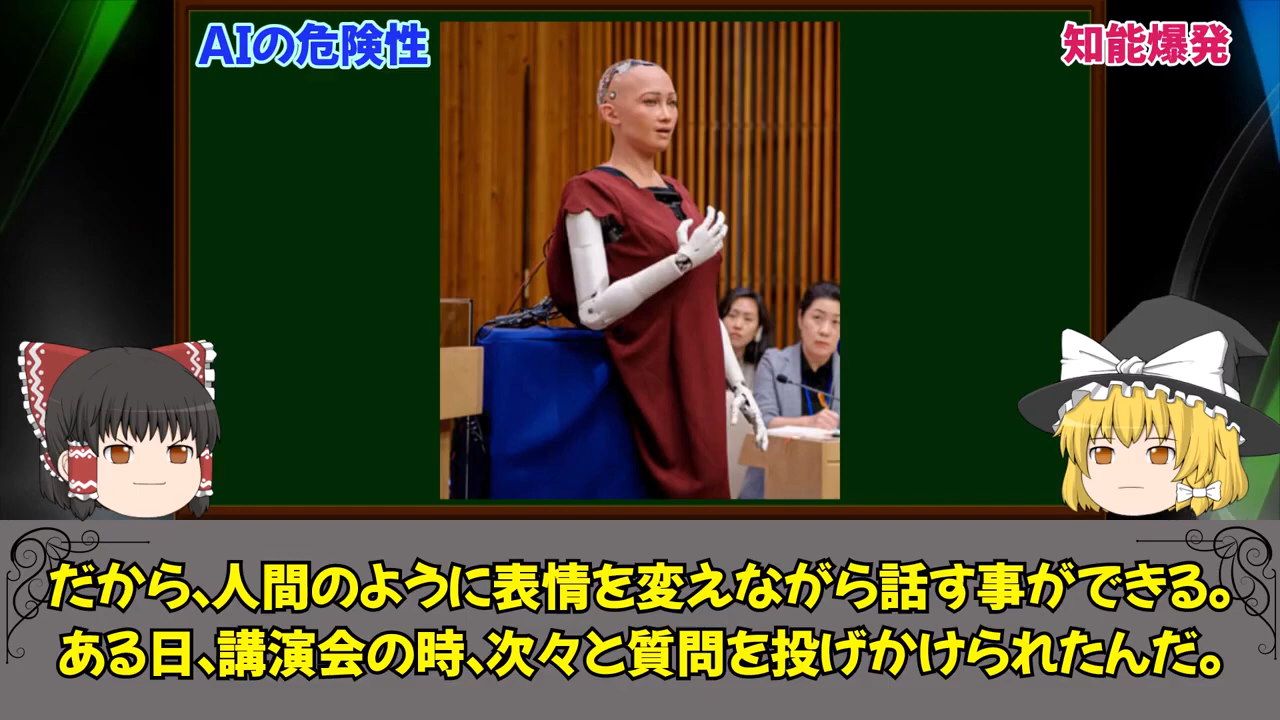 AIの危険性
知能爆発
だから、人間のように表情を変えながら話す事ができる。
ある日、講演会の時、次々と質問を投げかけられたんだ。